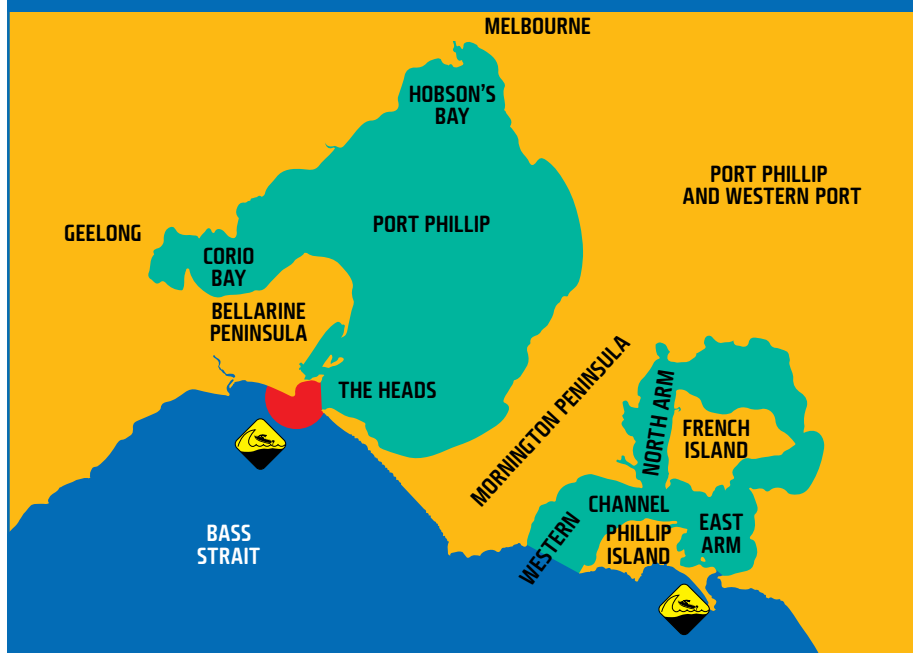 MELBOURNE
HOBSON'S
BAY
PORT PHILLIP
AND WESTERN PORT
PORT PHILLIP
GEELONG
CORIO
BAY
BELLARINE
PENINSULA
THE HEADS
MORNINGTON PENINSULA
NORTH ARM
FRENCH
ISLAND
WESTERN
CHANNEL
PHILLIP
ISLAND
EAST
ARM
BASS
STRAIT